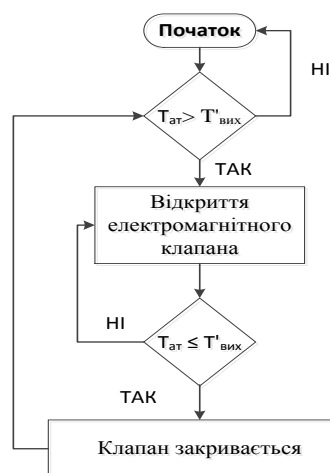 Початок
НІ
Tат> T'вих
ТАК
Відкриття
електромагнітного
клапана
НІ
Tат ≤ T'вих
ТАК
Клапан закривається